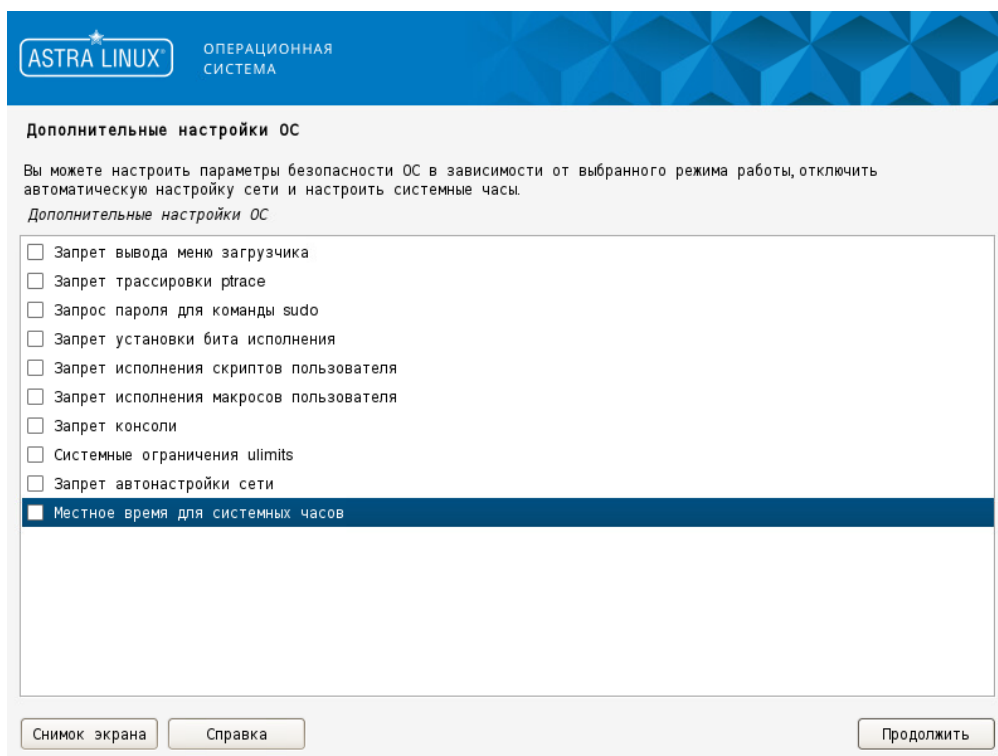 ASTRA LINUX®
ОПЕРАЦИОННАЯ
СИСТЕМА
Дополнительные настройки ОС
Вы можете настроить параметры безопасности ОС в зависимости от выбранного режима работы, отключить
автоматическую настройку сети и настроить системные часы.
Дополнительные настройки ОС
Запрет вывода меню загрузчика
Запрет трассировки ptrace
Запрос пароля для команды sudo
Запрет установки бита исполнения
Запрет исполнения скриптов пользователя
Запрет исполнения макросов пользователя
Запрет консоли
Системные ограничения ulimits
Запрет автонастройки сети
Местное время для системных часов
Снимок экрана
Справка
Продолжить